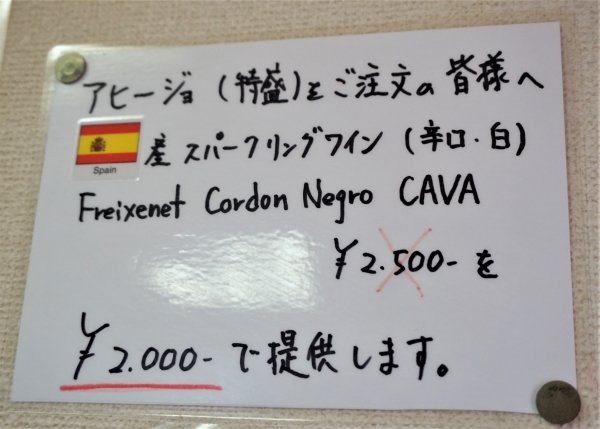 アヒージョ (特盛)をご注文の皆様へ
Spain
産スパークリングワイン (辛口・白)
Freixenet Cordon Negro CAVA
¥2.500-を
¥2.000-で提供します。